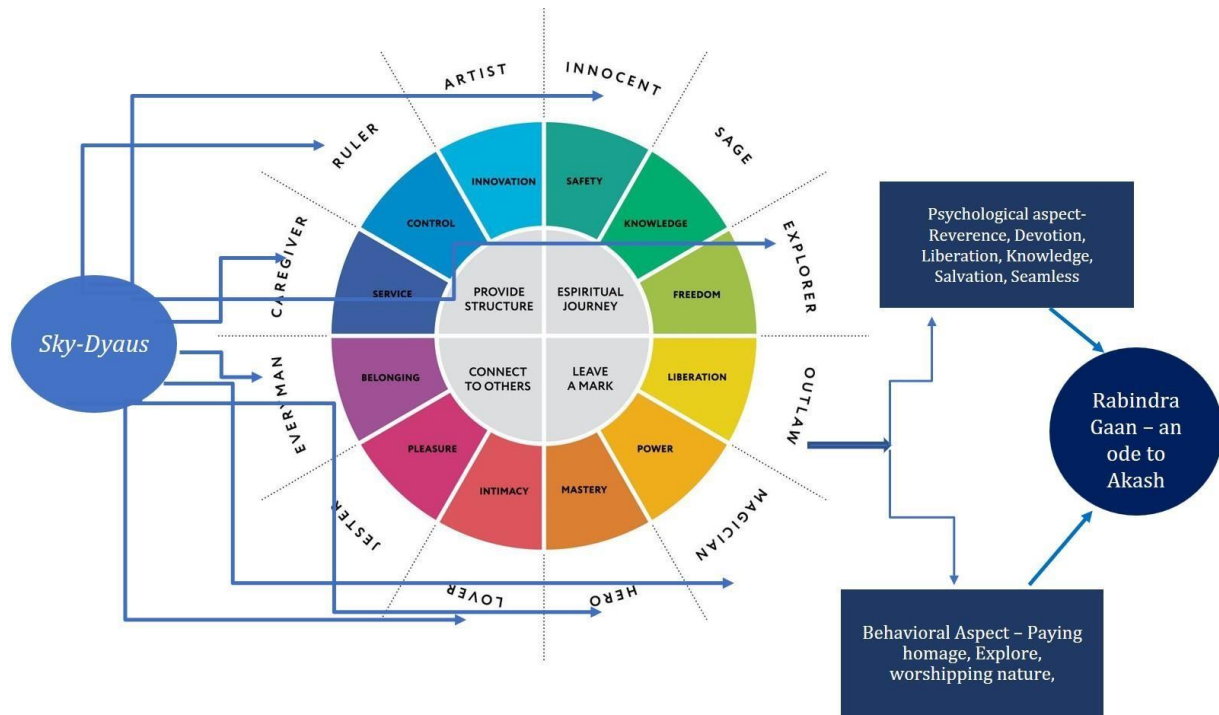 Sky-Dyaus
ARTIST
INNOCENT
RULER
SAGE
CAREGIVER
EXPLORER
EVERYMAN
OUTLAW
JESTER
MAGICIAN
LOVER
HERO
INNOVATION
SAFETY
CONTROL
KNOWLEDGE
SERVICE
FREEDOM
BELONGING
LIBERATION
PLEASURE
POWER
INTIMACY
MASTERY
PROVIDE
STRUCTURE
ESPIRITUAL
JOURNEY
CONNECT
TO OTHERS
LEAVE
A MARK
Psychological aspect-
Reverence, Devotion,
Liberation, Knowledge,
Salvation, Seamless
Rabindra
Gaan – an
ode to
Akash
Behavioral Aspect – Paying
homage, Explore,
worshipping nature,